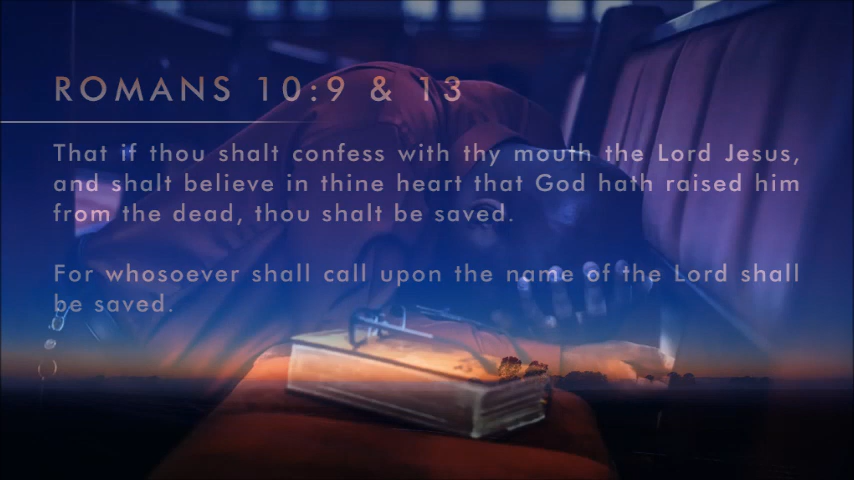 ROMANS 10:9 & 13
That if thou shalt confess with thy mouth the Lord Jesus,
and shalt believe in thine heart that God hath raised him
from the dead, thou shalt be saved.
For whosoever shall call upon the name of the Lord shall
be saved.